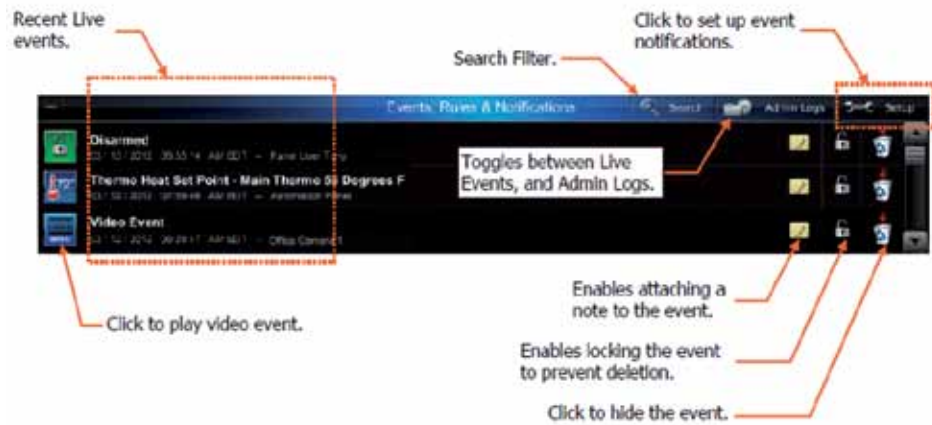 Recent Live
events.
Click to set up event
notifications.
Search Filter.
Events, Rules & Notifications
Search
Admin Logs
Setup
Disarmed
Toggles between Live
Events, and Admin Logs.
Thermo Heat Set Point - Main Thermo Degrees F
Video Event
Click to play video event.
Enables attaching a
note to the event.
Enables locking the event
to prevent deletion.
Click to hide the event.